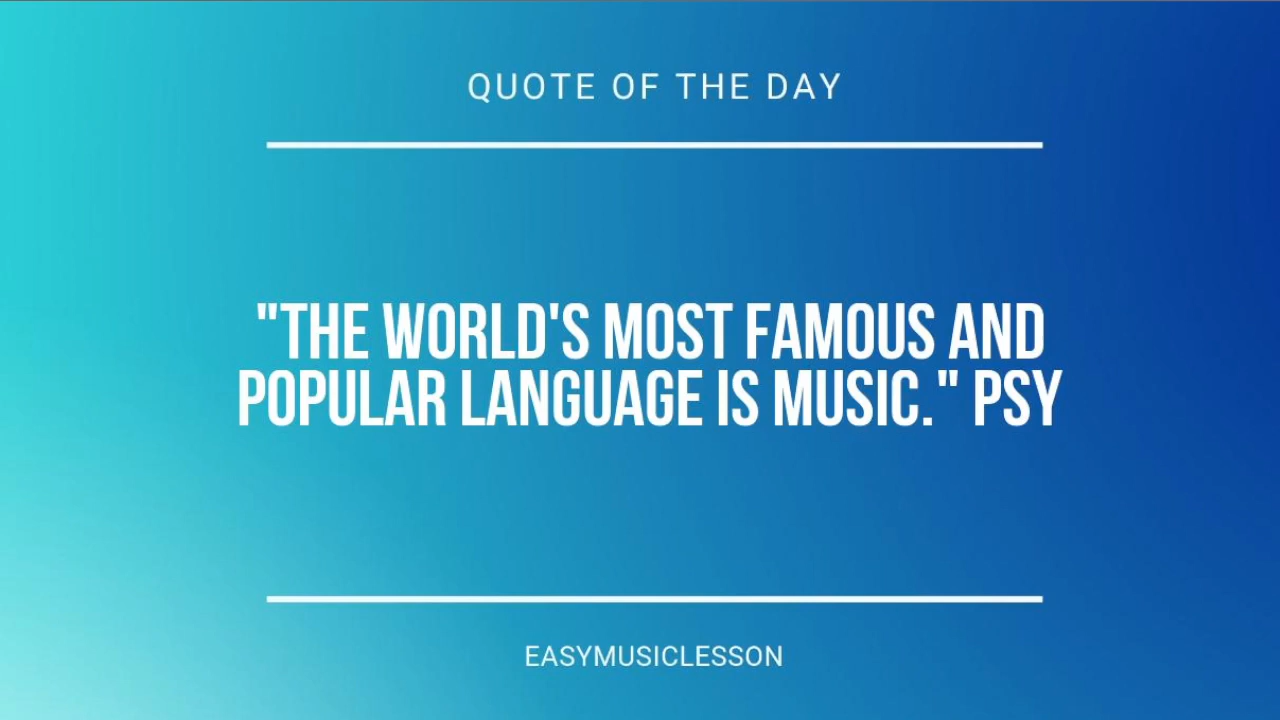 QUOTE OF THE DAY
"THE WORLD'S MOST FAMOUS AND
POPULAR LANGUAGE IS MUSIC." PSY
EASYMUSICLESSON